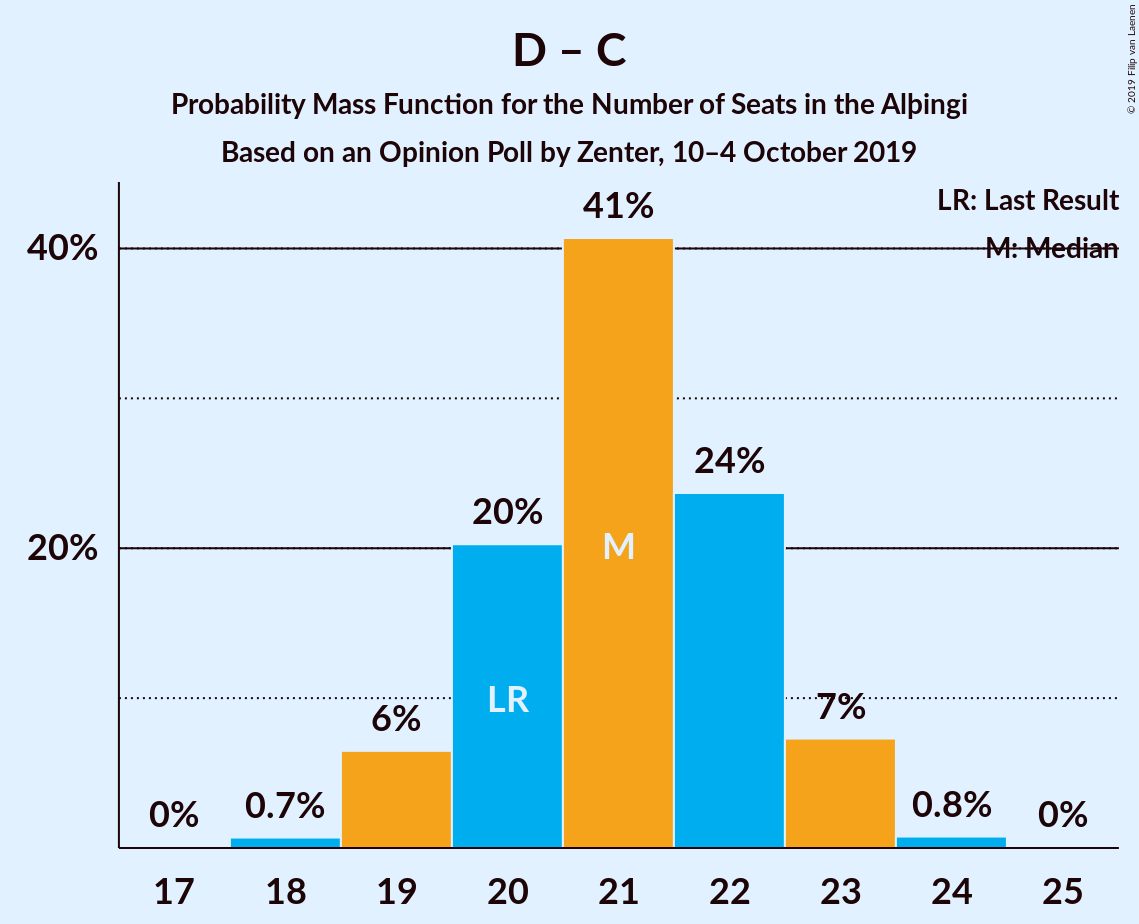 D – C
Probability Mass Function for the Number of Seats in the Alþingi
Based on an Opinion Poll by Zenter, 10–4 October 2019
© 2019 Filip van Laenen
LR: Last Result
M: Median
40%
20%
0%
0.7%
6%
20%
41%
24%
7%
0.8%
0%
LR
M
17 18 19 20 21 22 23 24 25